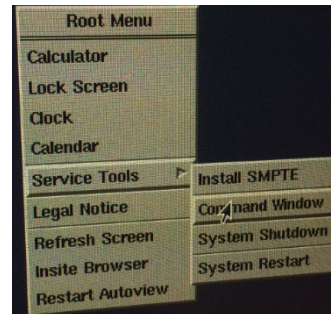 Root Menu
Calculator
Lock Screen
Clock
Calendar
Service Tools
Legal Notice
Refresh Screen
Insite Browser
Restart Autoview
Install SMPTE
Command Window
System Shutdown
System Restart